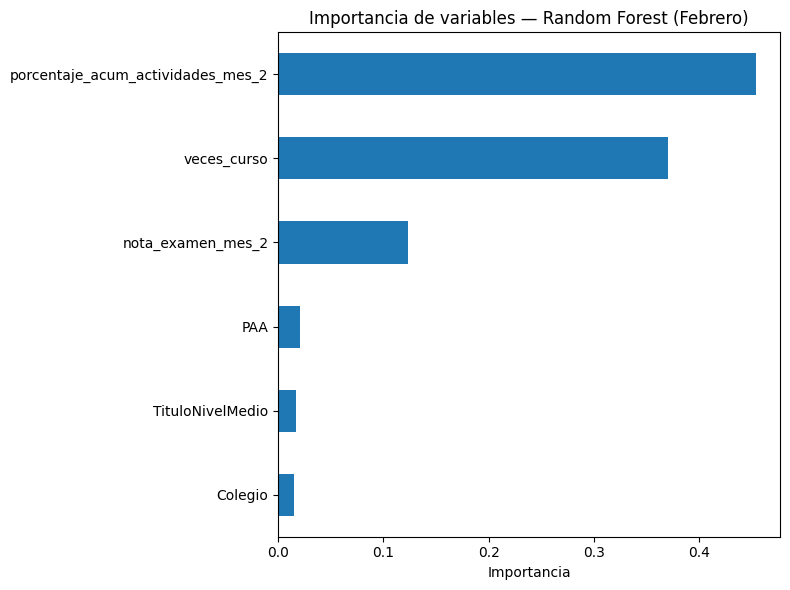 Importancia de variables — Random Forest (Febrero)
porcentaje_acum_actividades_mes_2
veces_curso
nota_examen_mes_2
PAA
TituloNivelMedio
Colegio
0.0 0.1 0.2 0.3 0.4
Importancia